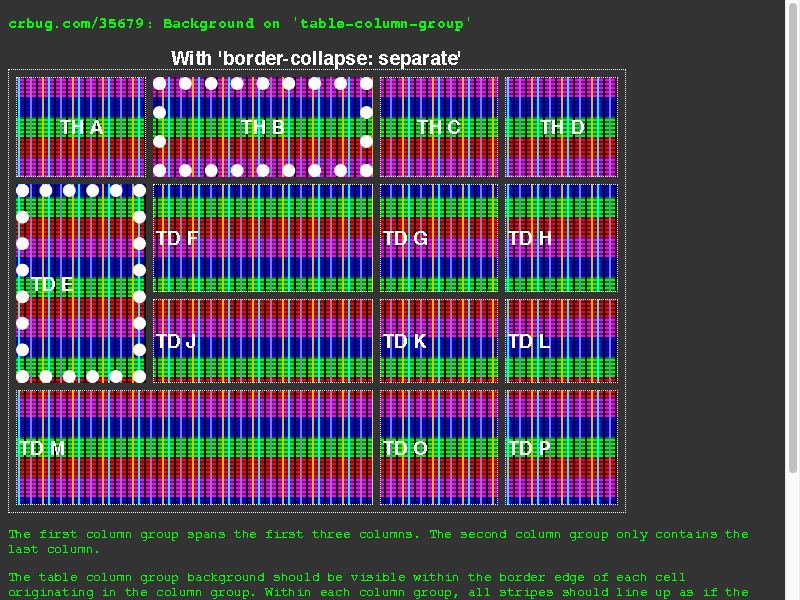 crbug.com/35679: Background on 'table-column-group'
With 'border-collapse: separate'
TH A TH B TH C TH D
TD F TD G TD H
TD E
TD J TD K TD L
TD M TD O TD P
The first column group spans the first three columns. The second column group only contains the
last column.
The table column group background should be visible within the border edge of each cell
originating in the column group. Within each column group, all stripes should line up as if the